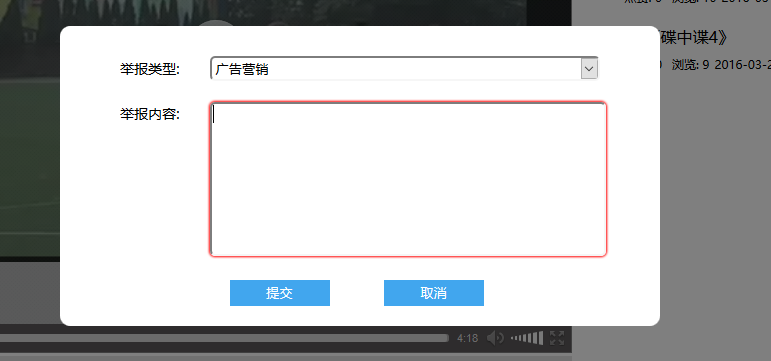 碟中谍4》
浏览: 9 2016-03-2
举报类型:
广告营销
举报内容:
提交
取消
4:18